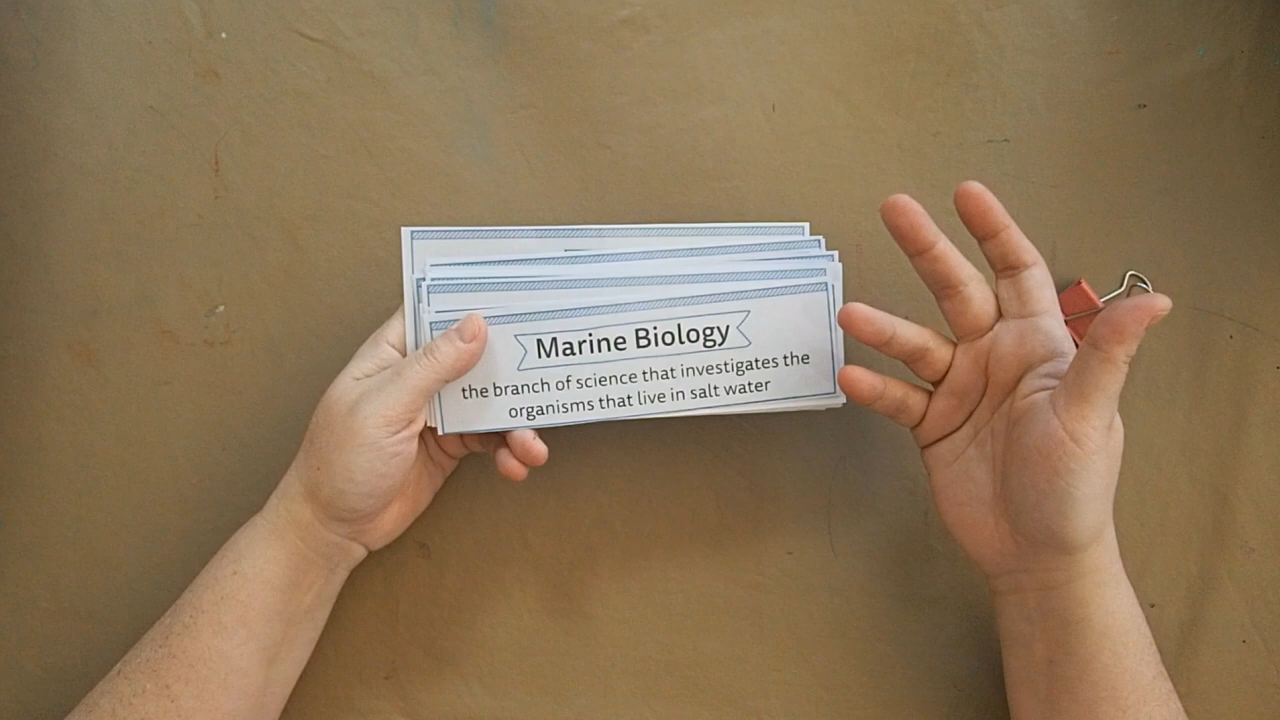 Marine Biology
the branch of science that investigates the
organisms that live in salt water